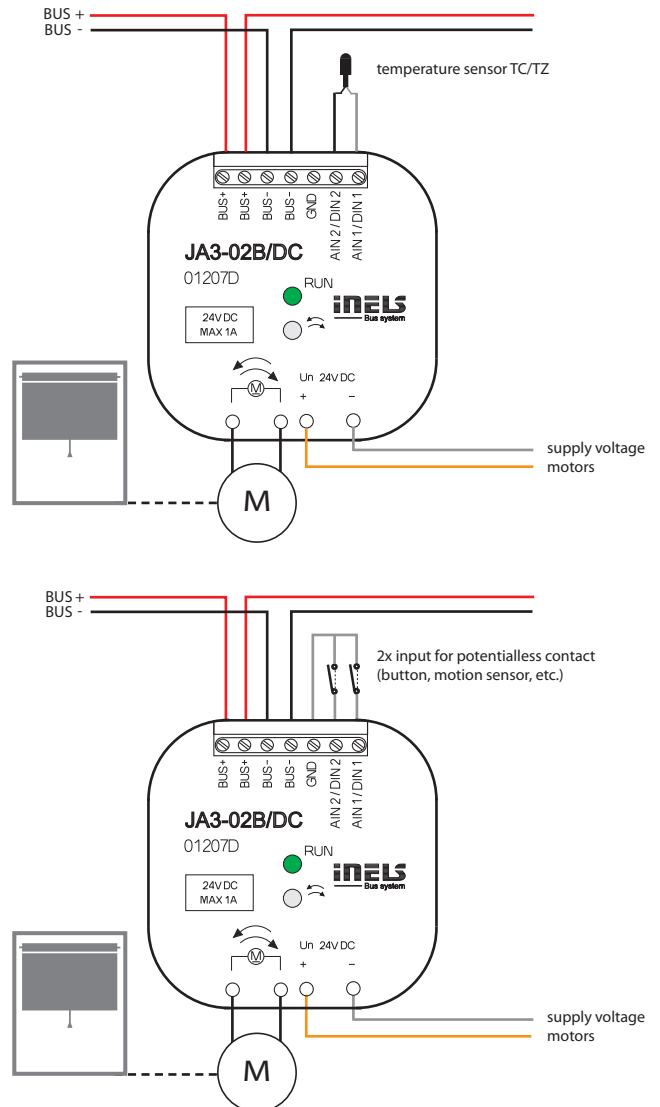 BUS +
BUS -
temperature sensor TC/TZ
BUS+
BUS+
BUS-
BUS-
GND
AIN 2 / DIN 2
AIN 1 / DIN 1
JA3-02B/DC
01207D
RUN
iNELS
Bus system
24V DC
MAX 1A
M
Un 24V DC
+ −
supply voltage
motors
M
BUS +
BUS -
2x input for potentialless contact
(button, motion sensor, etc.)
BUS+
BUS+
BUS-
BUS-
GND
AIN 2 / DIN 2
AIN 1 / DIN 1
JA3-02B/DC
01207D
RUN
iNELS
Bus system
24V DC
MAX 1A
M
Un 24V DC
+ −
supply voltage
motors
M